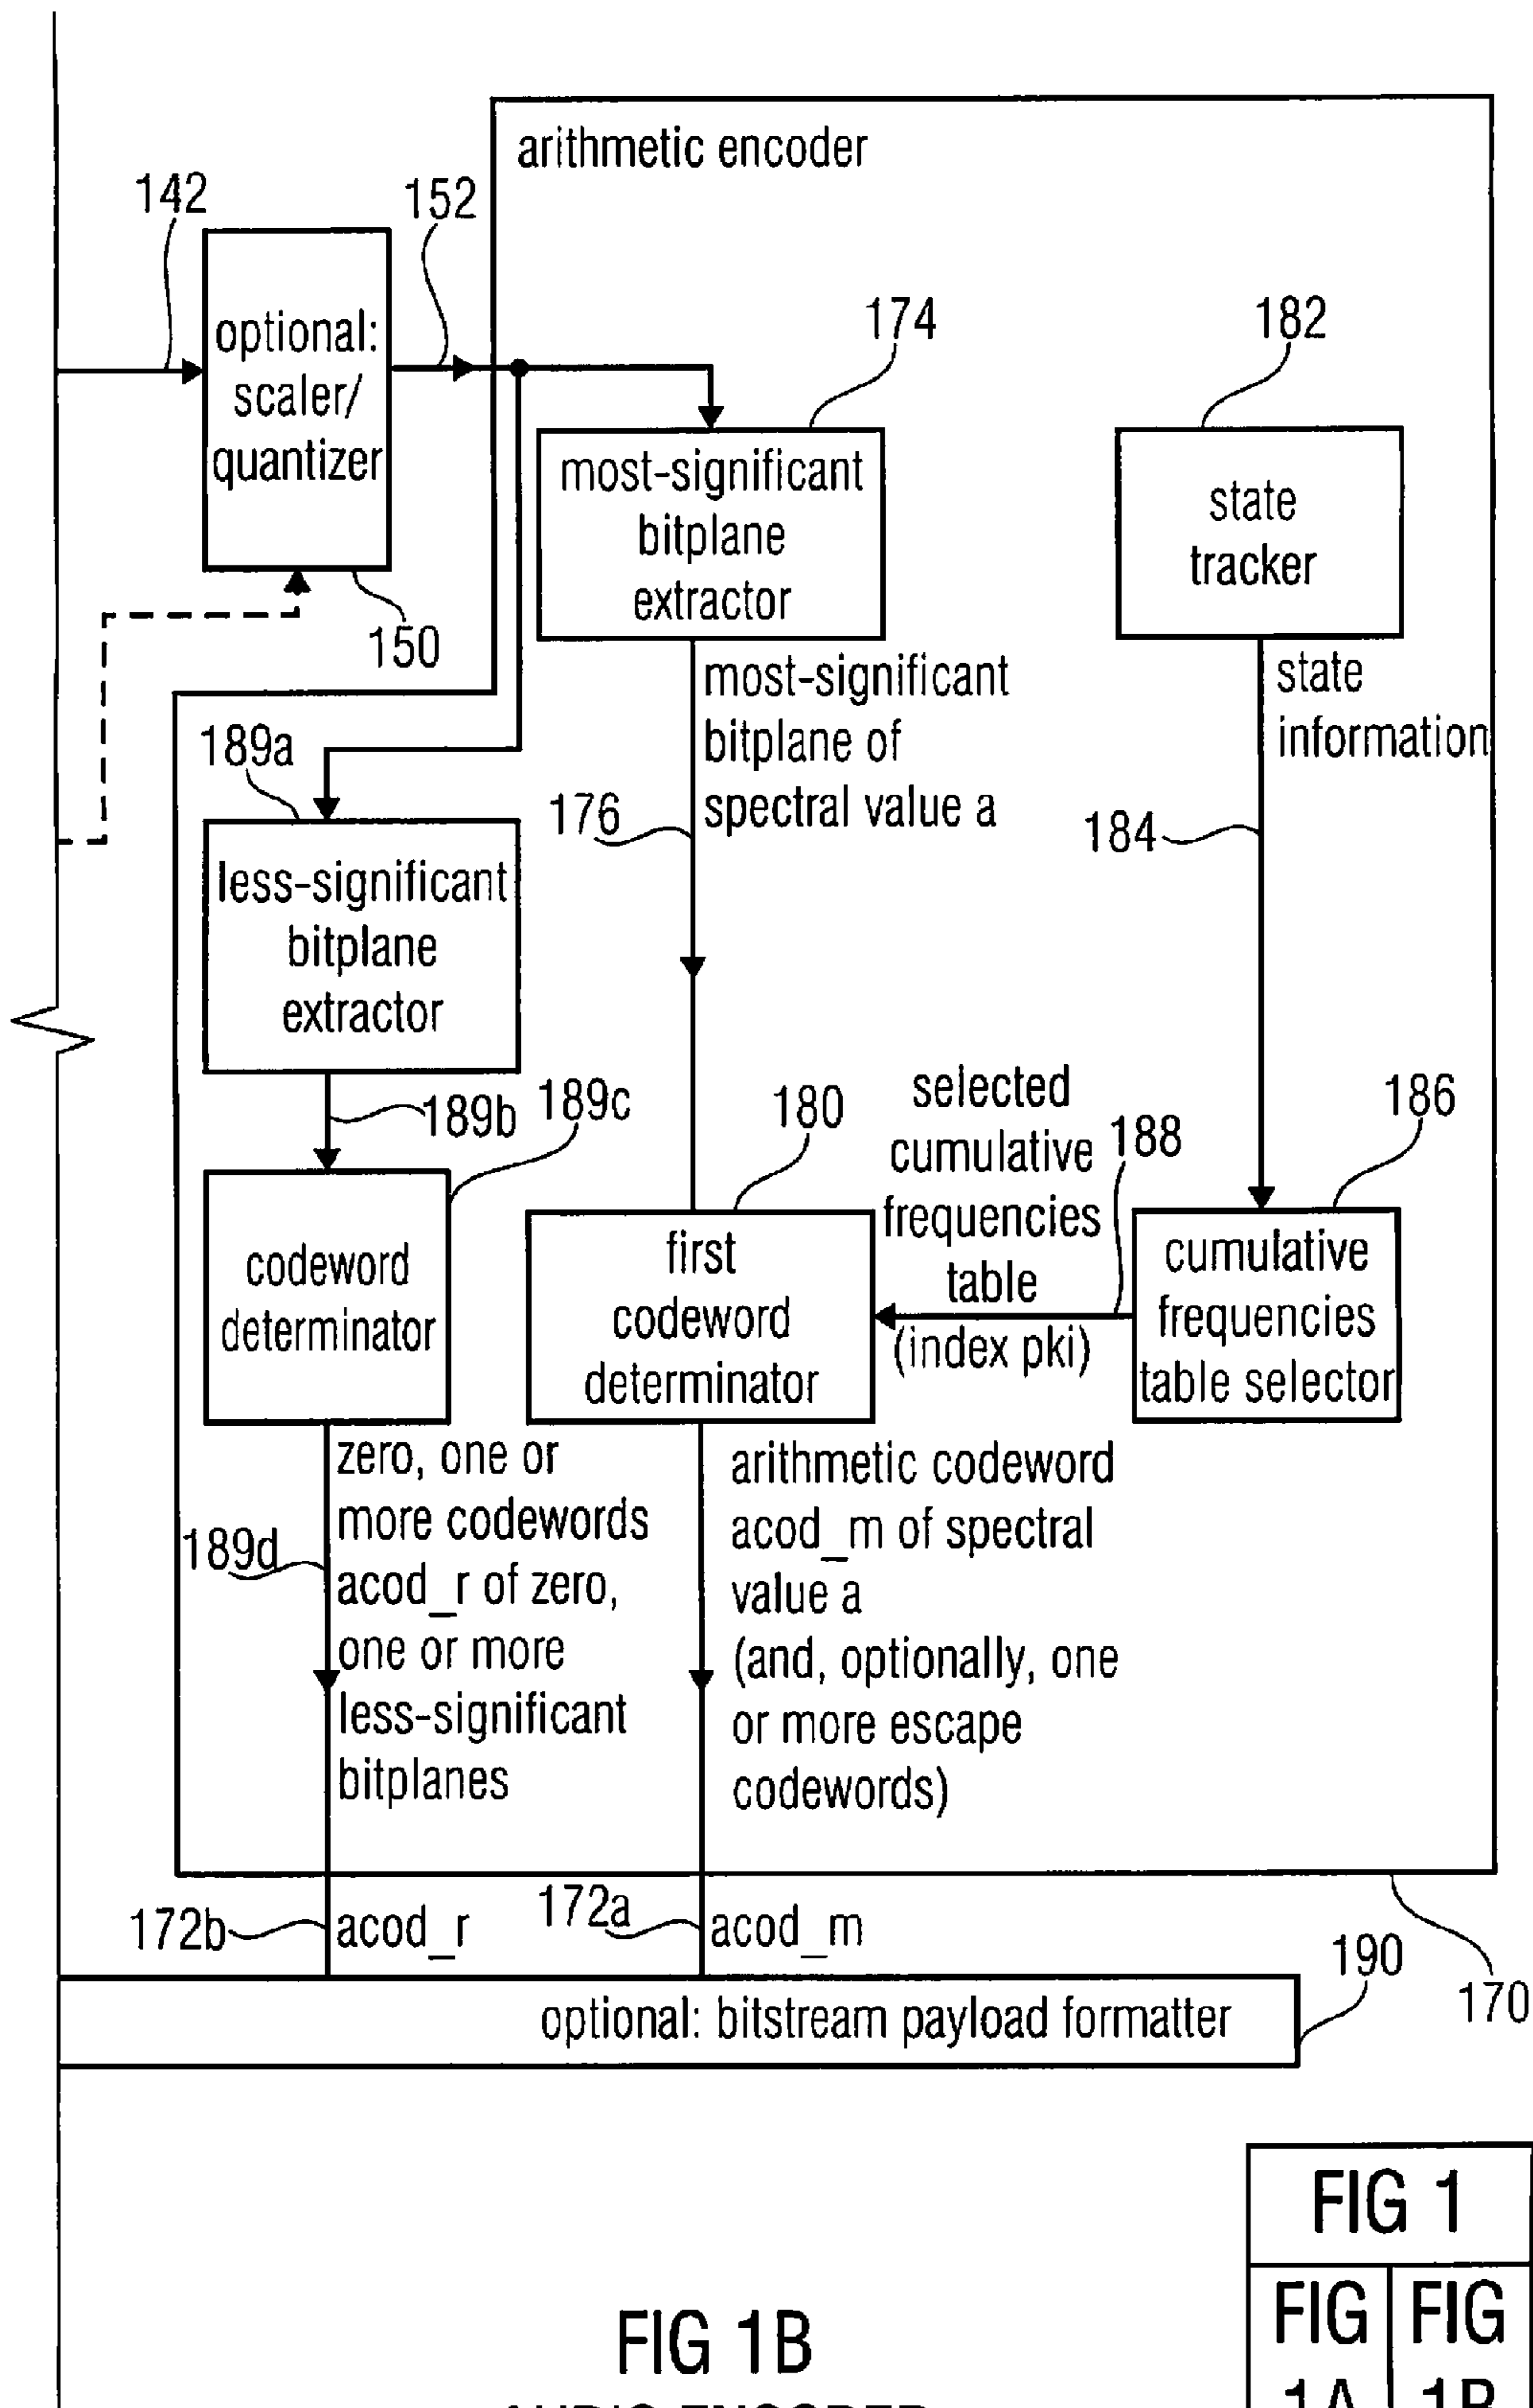 arithmetic encoder
142
152
optional:
scaler/
quantizer
150
174
most-significant
bitplane
extractor
182
state
tracker
most-significant
bitplane of
spectral value a
176
state
information
184
189a
less-significant
bitplane
extractor
189b
189c
codeword
determinator
180
first
codeword
determinator
selected
cumulative
frequencies
table
(index pki)
188
186
cumulative
frequencies
table selector
zero, one or
more codewords
acod_r of zero,
one or more
less-significant
bitplanes
189d
arithmetic codeword
acod_m of spectral
value a
(and, optionally, one
or more escape
codewords)
172b
acod_r
172a
acod_m
190
170
optional: bitstream payload formatter
FIG 1
FIG
1A
FIG
1B
FIG 1B
AUDIO ENCODER